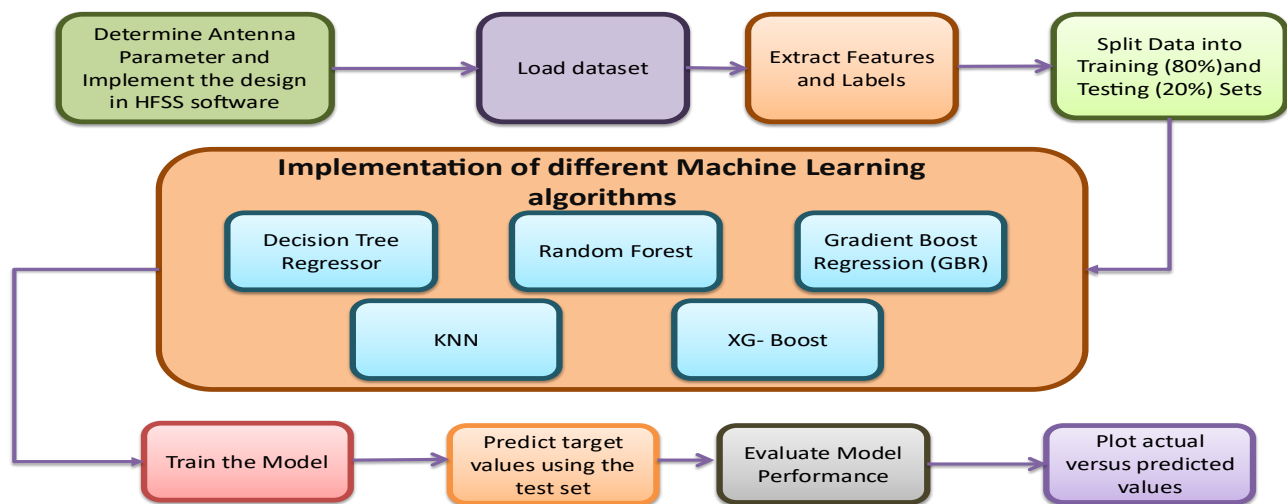 Determine Antenna
Parameter and
Implement the design
in HFSS software
Load dataset
Extract Features
and Labels
Split Data into
Training (80%)and
Testing (20%) Sets
Implementation of different Machine Learning
algorithms
Decision Tree
Regressor
Random Forest
Gradient Boost
Regression (GBR)
KNN
XG- Boost
Train the Model
Predict target
values using the
test set
Evaluate Model
Performance
Plot actual
versus predicted
values